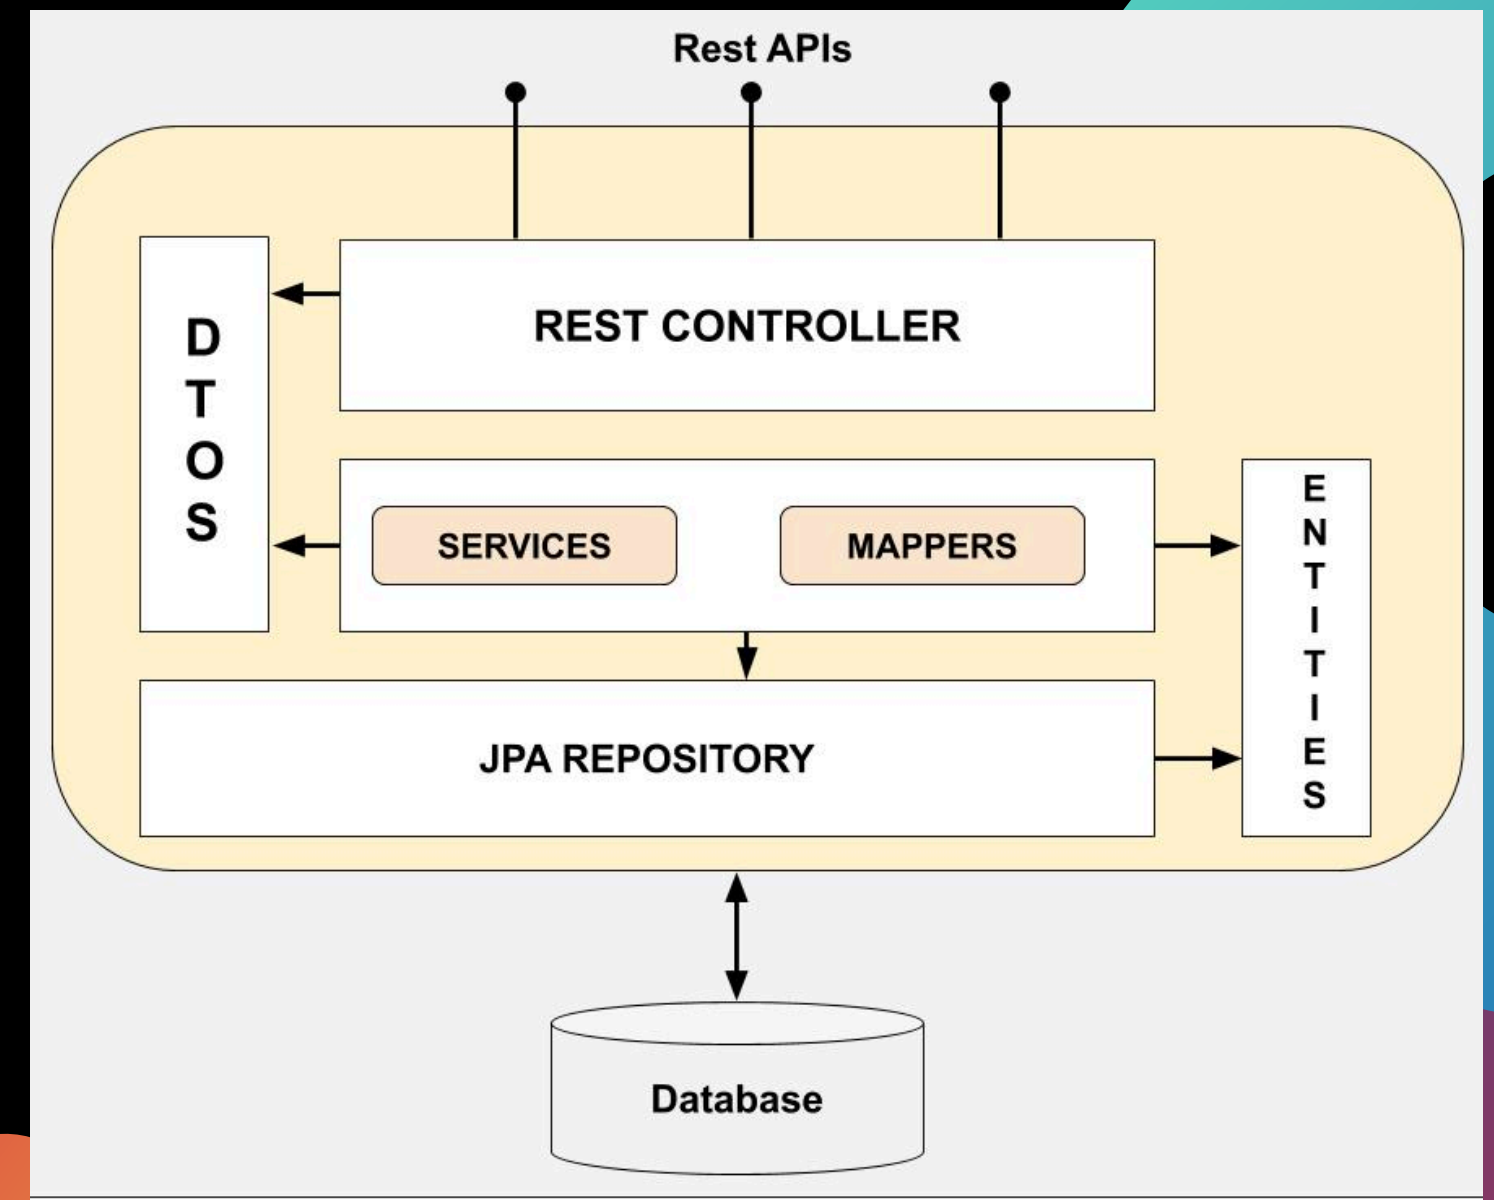 Rest APIs
REST CONTROLLER
D
T
O
S
SERVICES
MAPPERS
E
N
T
I
T
I
E
S
JPA REPOSITORY
Database